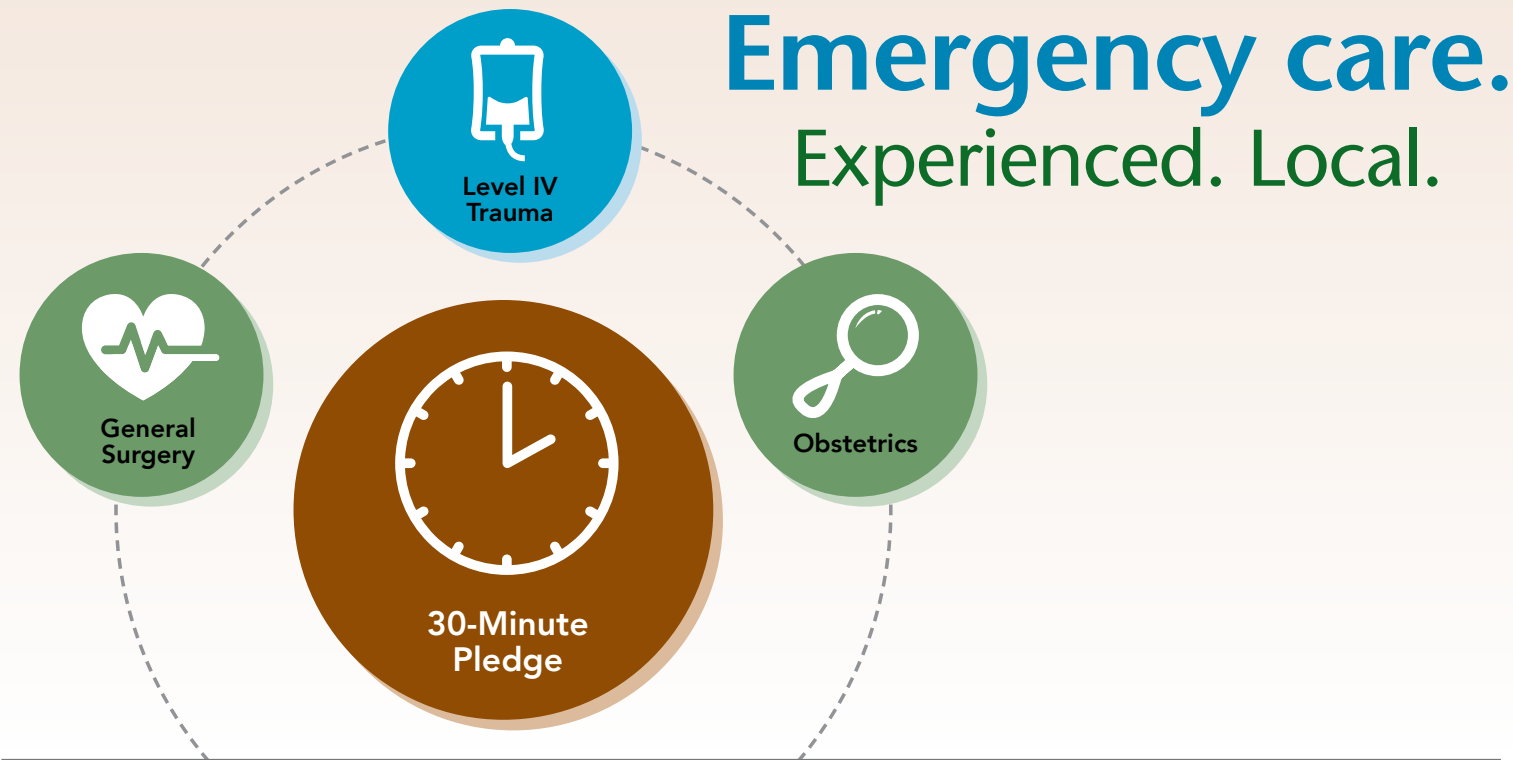 Emergency care.
Experienced. Local.
Level IV
Trauma
General
Surgery
Obstetrics
30-Minute
Pledge